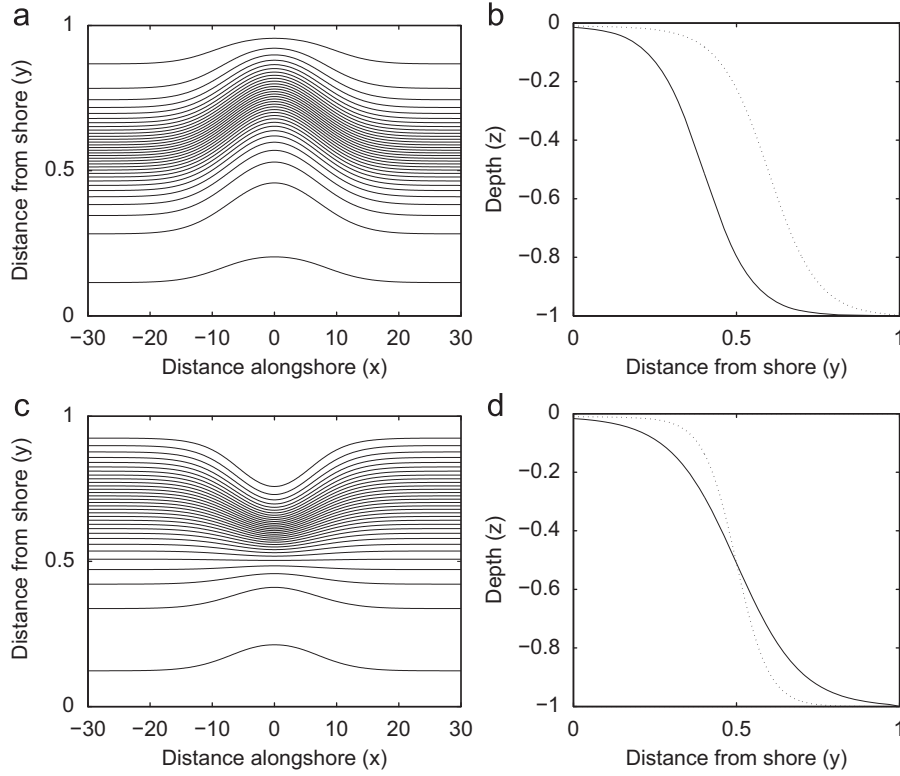 a
1
0.5
0
Distance from shore (y)
−30 −20 −10 0 10 20 30
Distance alongshore (x)
b
0
−0.2
−0.4
−0.6
−0.8
−1
Depth (z)
0 0.5 1
Distance from shore (y)
c
1
0.5
0
Distance from shore (y)
−30 −20 −10 0 10 20 30
Distance alongshore (x)
d
0
−0.2
−0.4
−0.6
−0.8
−1
Depth (z)
0 0.5 1
Distance from shore (y)